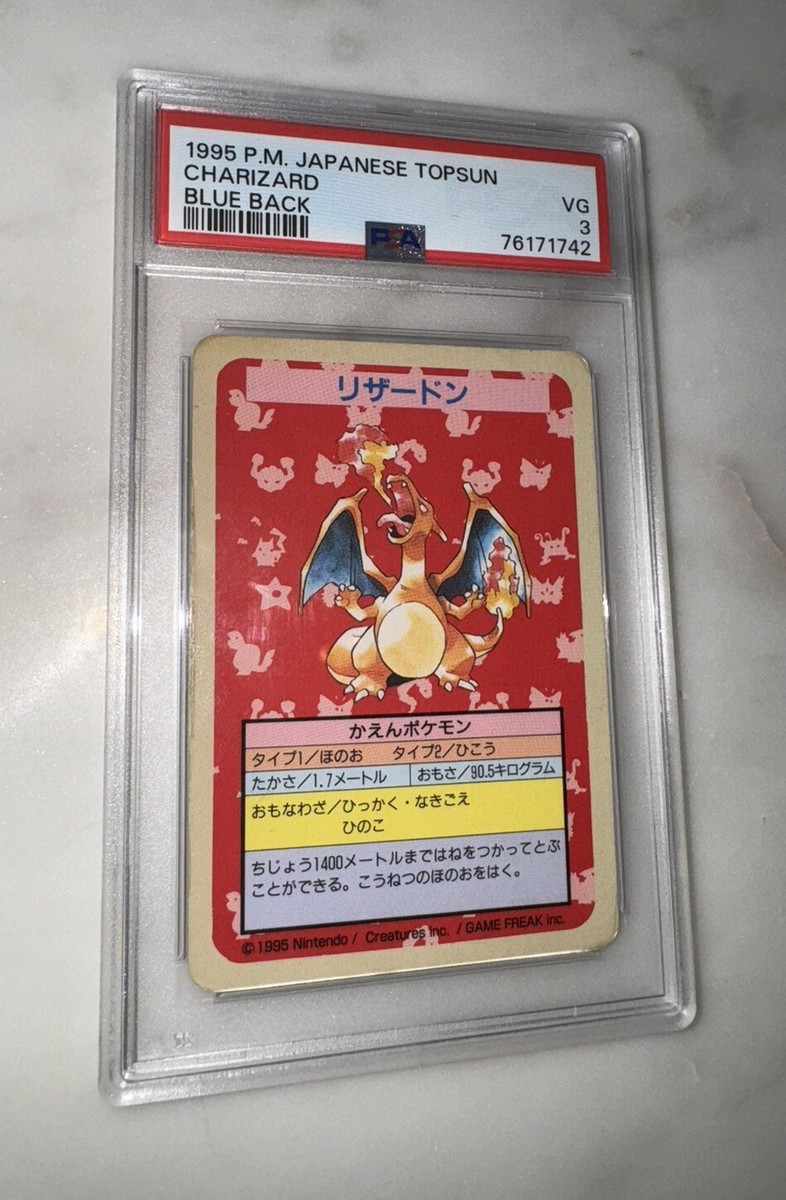 1995 P.M. JAPANESE TOPSUN
CHARIZARD
BLUE BACK
VG
3
76171742
PSA
リザードン
かえんポケモン
タイプ1/ほのお タイプ2/ひこう
たかさ/1.7メートル おもさ/90.5キログラム
おもなわざ/ひっかく・なきごえ
ひのこ
ちじょう1400メートルまではねをつかってとぶ
ことができる。こうねつのほのおをはく。
©1995 Nintendo / Creatures inc. / GAME FREAK inc.